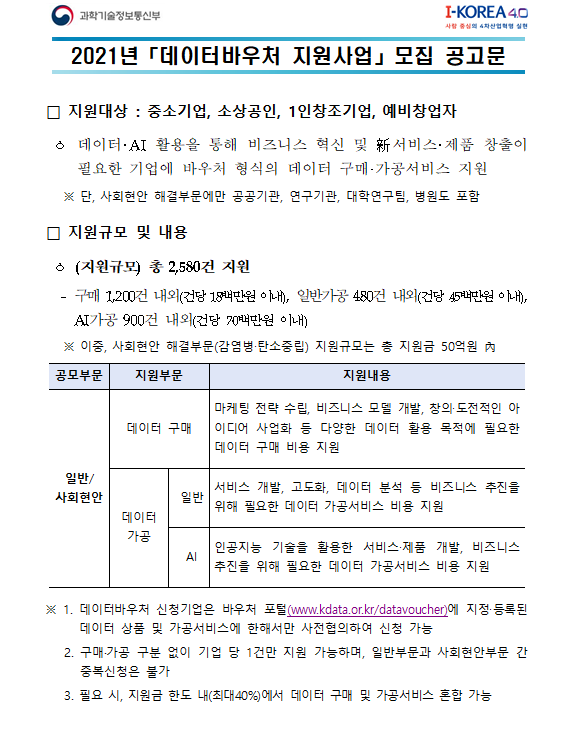 과학기술정보통신부
I-KOREA 4.0
사람 중심의 4차산업혁명 실현
2021년 「데이터바우처 지원사업」 모집 공고문
□ 지원대상 : 중소기업, 소상공인, 1인창조기업, 예비창업자
ㅇ 데이터·AI 활용을 통해 비즈니스 혁신 및 新서비스·제품 창출이
필요한 기업에 바우처 형식의 데이터 구매·가공서비스 지원
※ 단, 사회현안 해결부문에만 공공기관, 연구기관, 대학연구팀, 병원도 포함
□ 지원규모 및 내용
ㅇ (지원규모) 총 2,580건 지원
- 구매 1,200건 내외(건당 18백만원 이내), 일반가공 480건 내외(건당 45백만원 이내),
AI가공 900건 내외(건당 70백만원 이내)
※ 이중, 사회현안 해결부문(감염병·탄소중립) 지원규모는 총 지원금 50억원 內
공모부문 지원부문 지원내용
일반/
사회현안
데이터 구매
마케팅 전략 수립, 비즈니스 모델 개발, 창의·도전적인 아
이디어 사업화 등 다양한 데이터 활용 목적에 필요한
데이터 구매 비용 지원
데이터
가공
일반
서비스 개발, 고도화, 데이터 분석 등 비즈니스 추진을
위해 필요한 데이터 가공서비스 비용 지원
AI
인공지능 기술을 활용한 서비스·제품 개발, 비즈니스
추진을 위해 필요한 데이터 가공서비스 비용 지원
※ 1. 데이터바우처 신청기업은 바우처 포털(www.kdata.or.kr/datavoucher)에 지정·등록된
데이터 상품 및 가공서비스에 한해서만 사전협의하여 신청 가능
2. 구매·가공 구분 없이 기업 당 1건만 지원 가능하며, 일반부문과 사회현안부문 간
중복신청은 불가
3. 필요 시, 지원금 한도 내(최대40%)에서 데이터 구매 및 가공서비스 혼합 가능